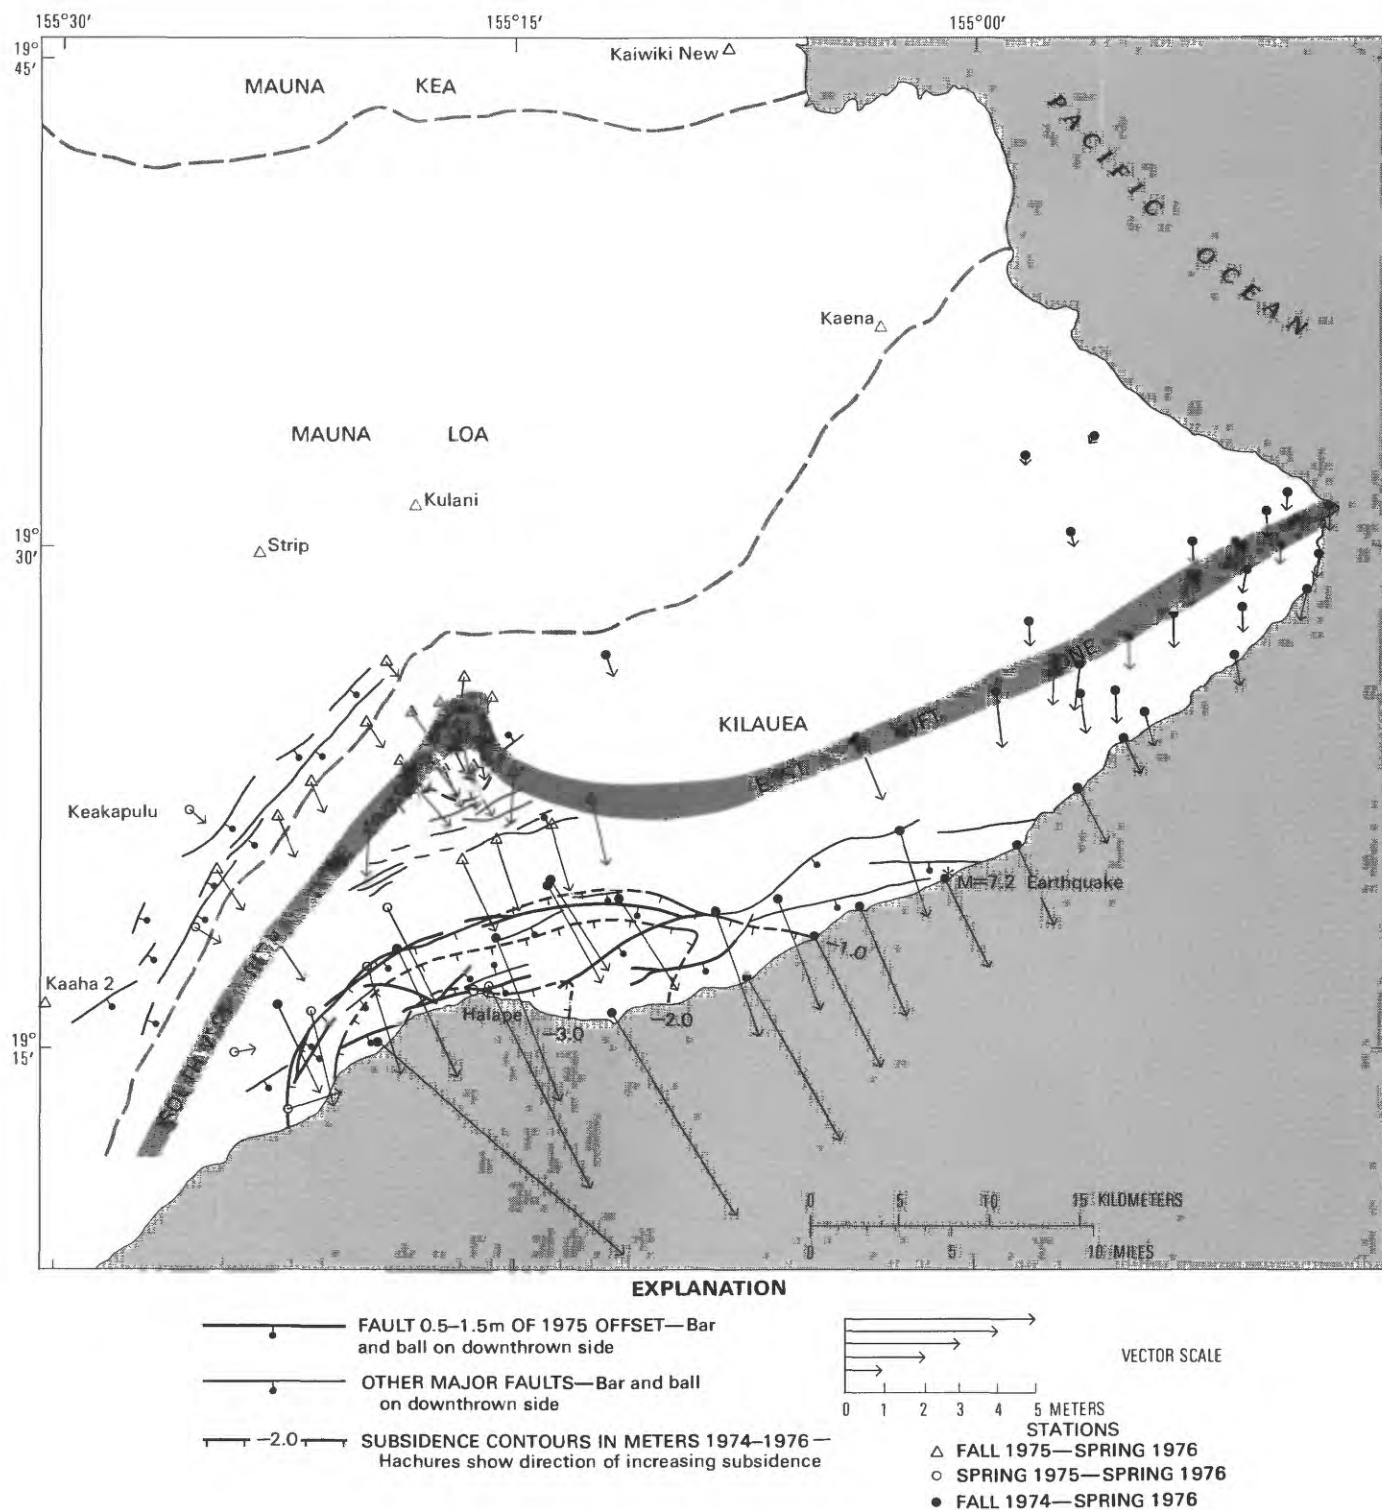 155°30' 155°15' 155°00'
19°
45'
Kaiwiki New
MAUNA KEA
PACIFIC OCEAN
Kaena
MAUNA LOA
Kulani
19°
30'
Strip
KILAUEA
EAST RIFT ZONE
Keakapulu
M=7.2 Earthquake
-1.0
Kaaha 2
Halape
-3.0
-2.0
19°
15'
0 5 10 15 KILOMETERS
0 5 10 MILES
EXPLANATION
FAULT 0.5–1.5m OF 1975 OFFSET—Bar
and ball on downthrown side
OTHER MAJOR FAULTS—Bar and ball
on downthrown side
–2.0 SUBSIDENCE CONTOURS IN METERS 1974–1976—
Hachures show direction of increasing subsidence
VECTOR SCALE
0 1 2 3 4 5 METERS
STATIONS
FALL 1975—SPRING 1976
SPRING 1975—SPRING 1976
FALL 1974—SPRING 1976